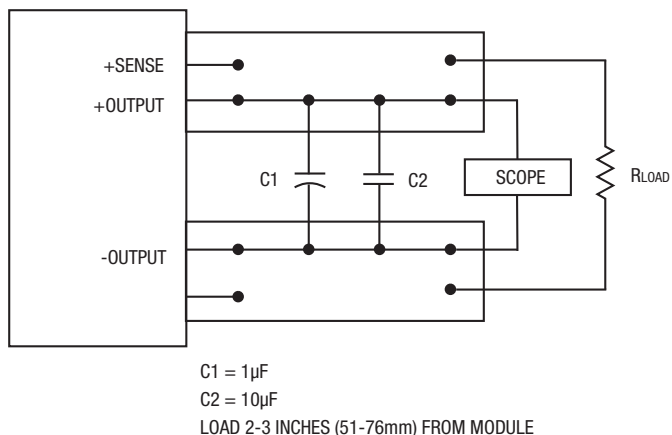 +SENSE
+OUTPUT
C1
C2
SCOPE
RLOAD
-OUTPUT
C1 = 1µF
C2 = 10µF
LOAD 2-3 INCHES (51-76mm) FROM MODULE